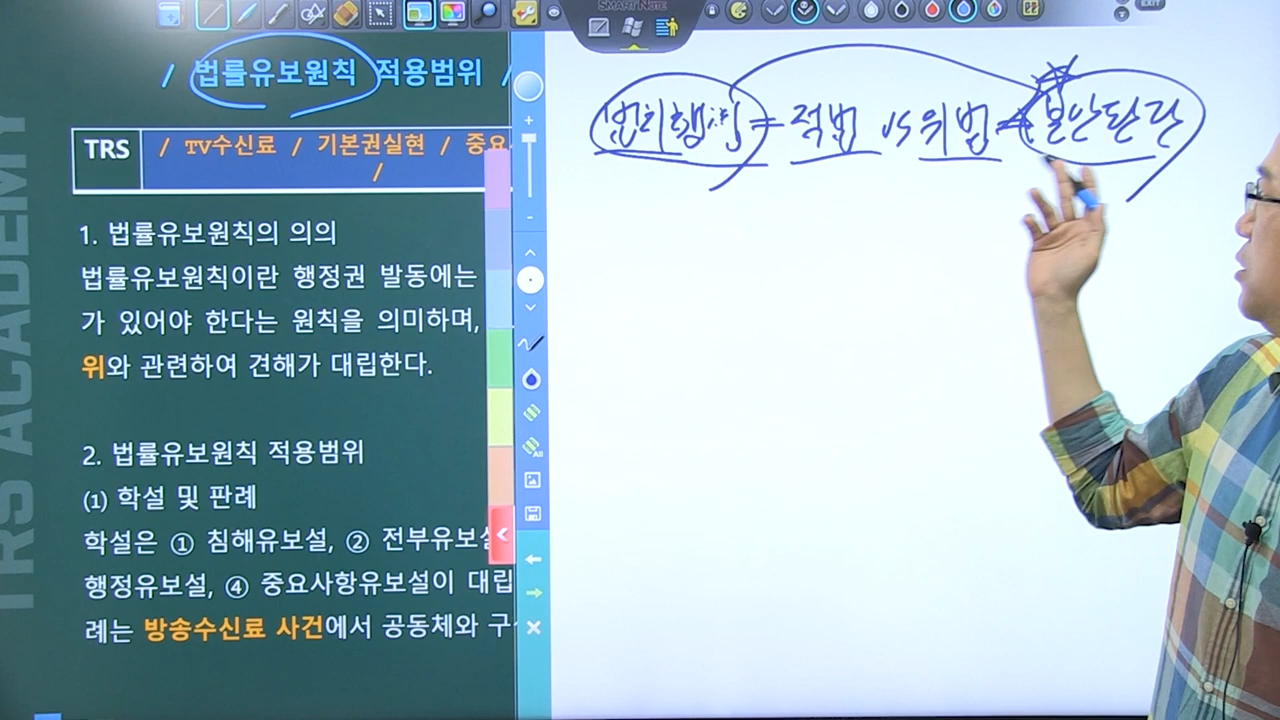 SMART NOTE
EXIT
/ 법률유보원칙 적용범위 /
TRS
/ TV수신료 / 기본권실현 / 중요
/
1. 법률유보원칙의 의의
법률유보원칙이란 행정권 발동에는
가 있어야 한다는 원칙을 의미하며,
위와 관련하여 견해가 대립한다.
2. 법률유보원칙 적용범위
(1) 학설 및 판례
학설은 ① 침해유보설, ② 전부유보설
행정유보설, ④ 중요사항유보설이 대립
례는 방송수신료 사건에서 공동체와 구
TRS ACADEMY
All
법치행정 = 적법 vs 위법 본안판단